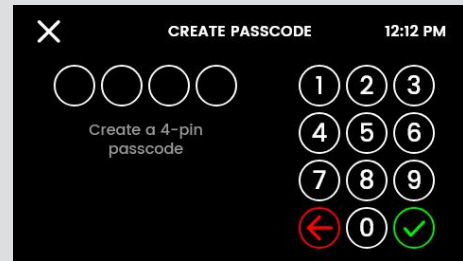 CREATE PASSCODE 12:12 PM
Create a 4-pin
passcode
1 2 3
4 5 6
7 8 9
0